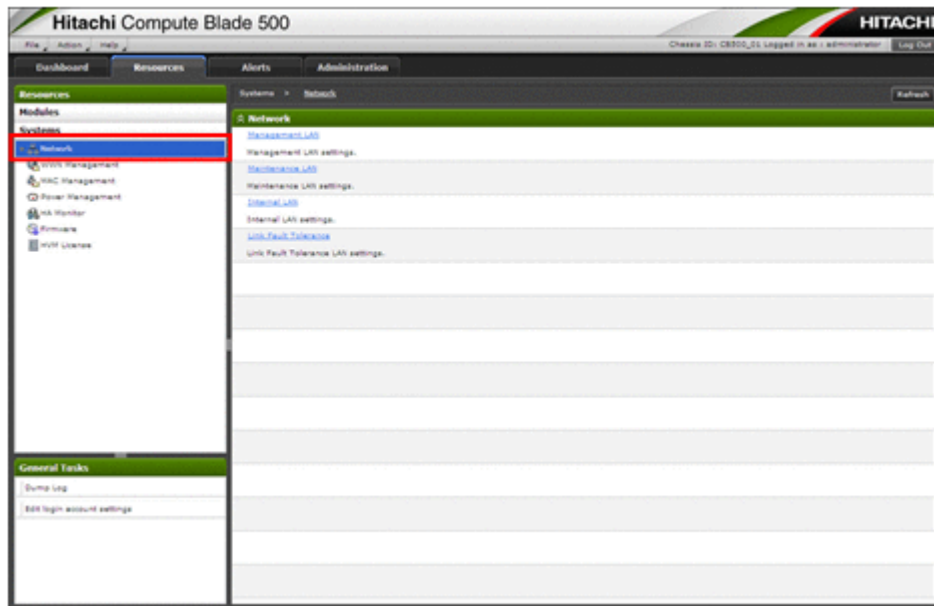 Hitachi Compute Blade 500
HITACHI
File Action Help
Chassis ID: CB500_01 Logged in as : administrator Log Out
Dashboard Resources Alerts Administration
Resources
Systems > Network
Refresh
Modules
Systems
Network
WWN Management
MAC Management
Power Management
HA Monitor
Firmware
HVM License
Network
Management LAN
Management LAN settings.
Maintenance LAN
Maintenance LAN settings.
Internal LAN
Internal LAN settings.
Link Fault Tolerance
Link Fault Tolerance LAN settings.
General Tasks
Dump Log
Edit login account settings